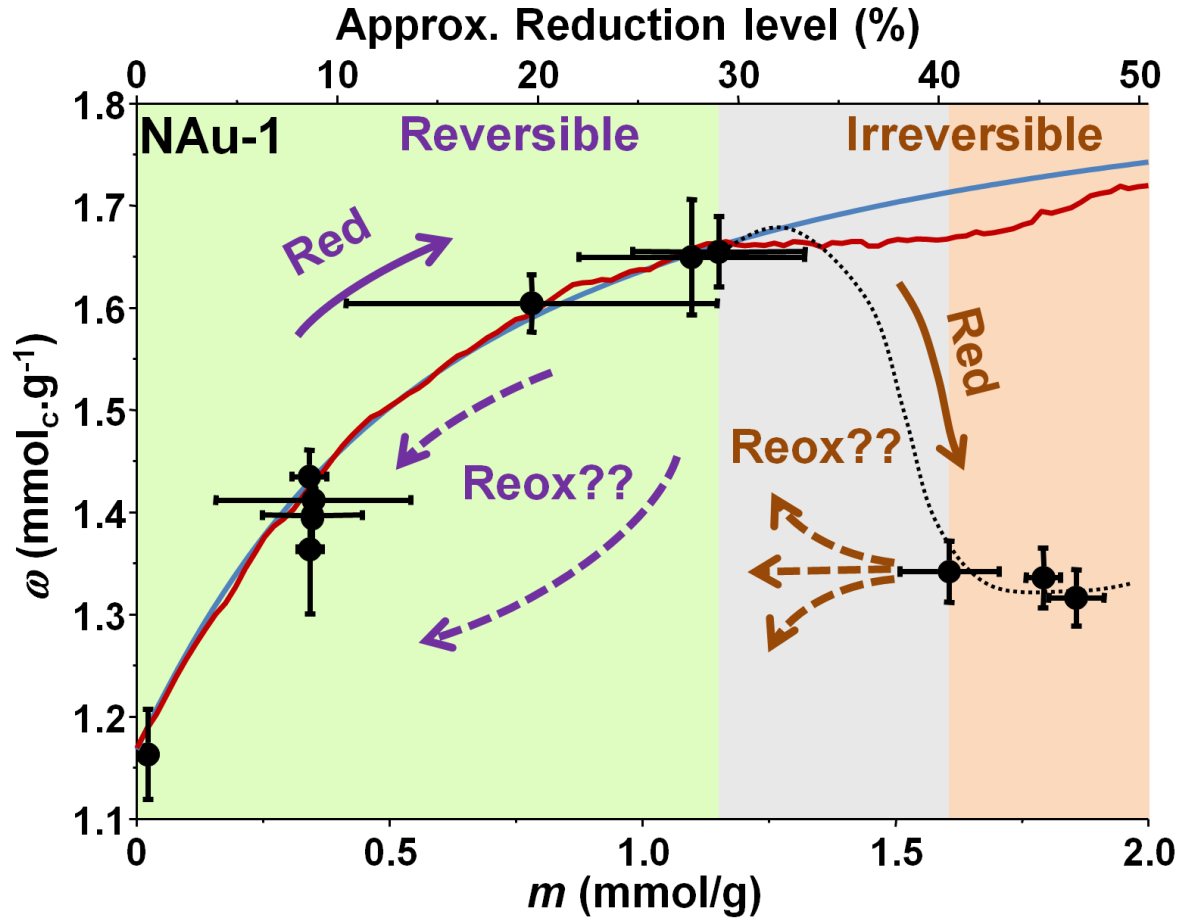 Approx. Reduction level (%)
0 10 20 30 40 50
1.8
1.7
1.6
1.5
1.4
1.3
1.2
1.1
ω (mmolc.g-1)
NAu-1
Reversible
Irreversible
Red
Red
Reox??
Reox??
0 0.5 1.0 1.5 2.0
m (mmol/g)